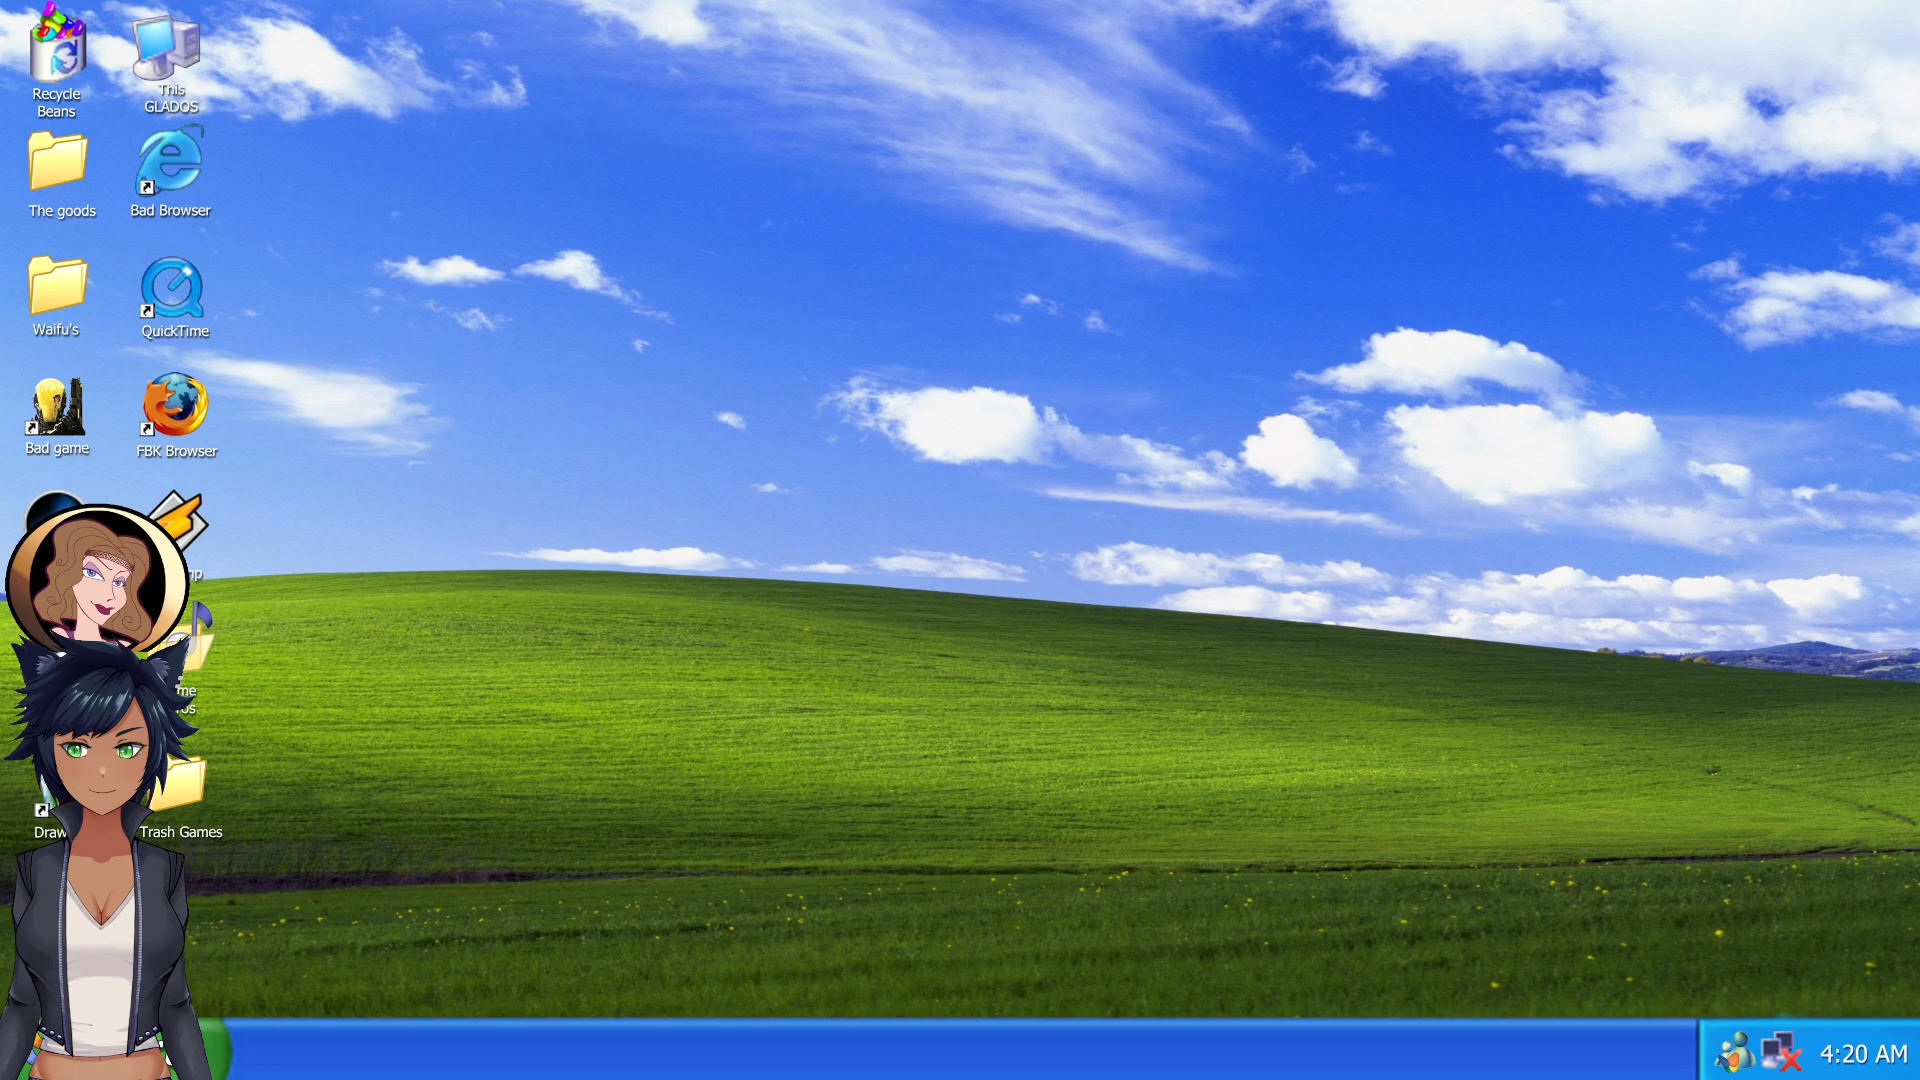 Recycle
Beans
This
GLADOS
The goods
Bad Browser
Waifu's
QuickTime
Bad game
FBK Browser
Trash Games
4:20 AM